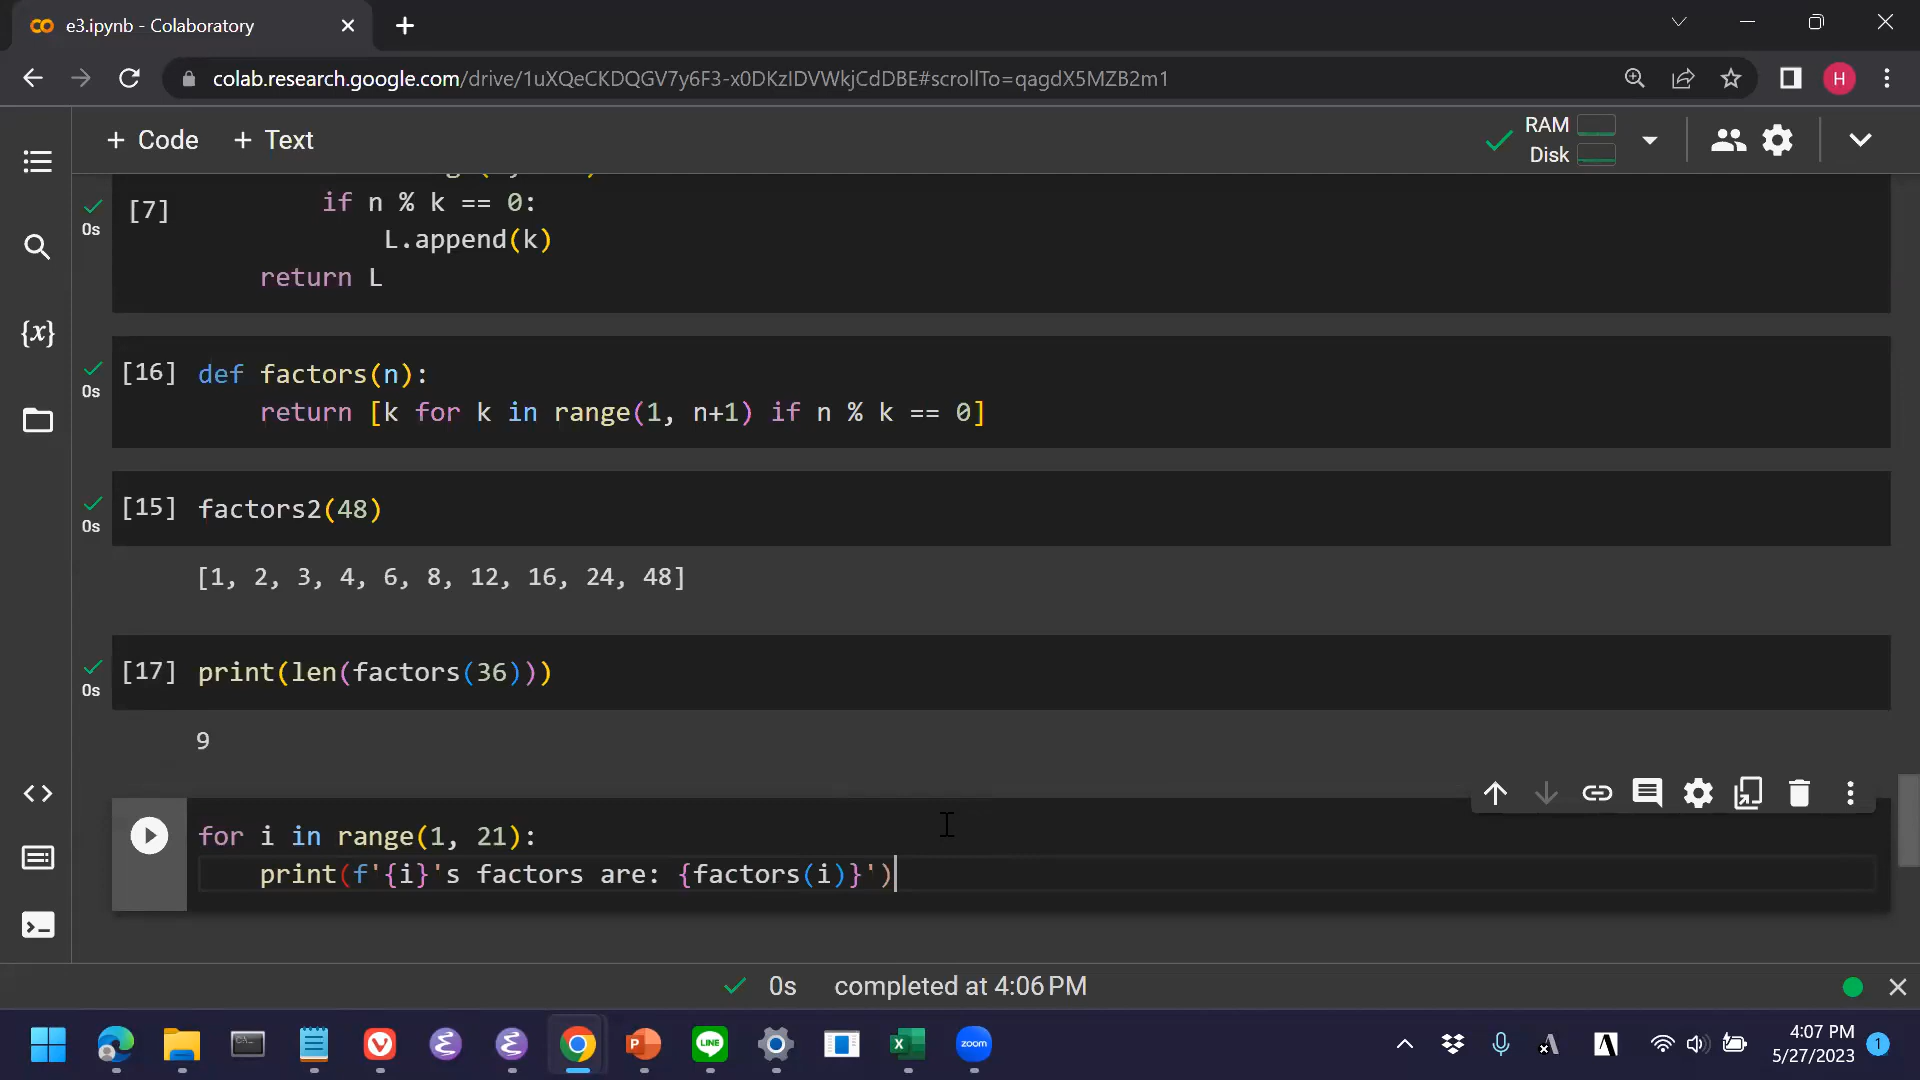 e3.ipynb - Colaboratory
colab.research.google.com/drive/1uXQeCKDQGV7y6F3-x0DKzIDVWkjCdDBE#scrollTo=qagdX5MZB2m1
H
+ Code + Text
RAM
Disk
[7]
0s
if n % k == 0:
L.append(k)
return L
[16]
0s
def factors(n):
return [k for k in range(1, n+1) if n % k == 0]
[15]
0s
factors2(48)
[1, 2, 3, 4, 6, 8, 12, 16, 24, 48]
[17]
0s
print(len(factors(36)))
9
for i in range(1, 21):
print(f'{i}'s factors are: {factors(i)}')
0s completed at 4:06 PM
{x}
P
LINE
zoom
A
4:07 PM
5/27/2023
1